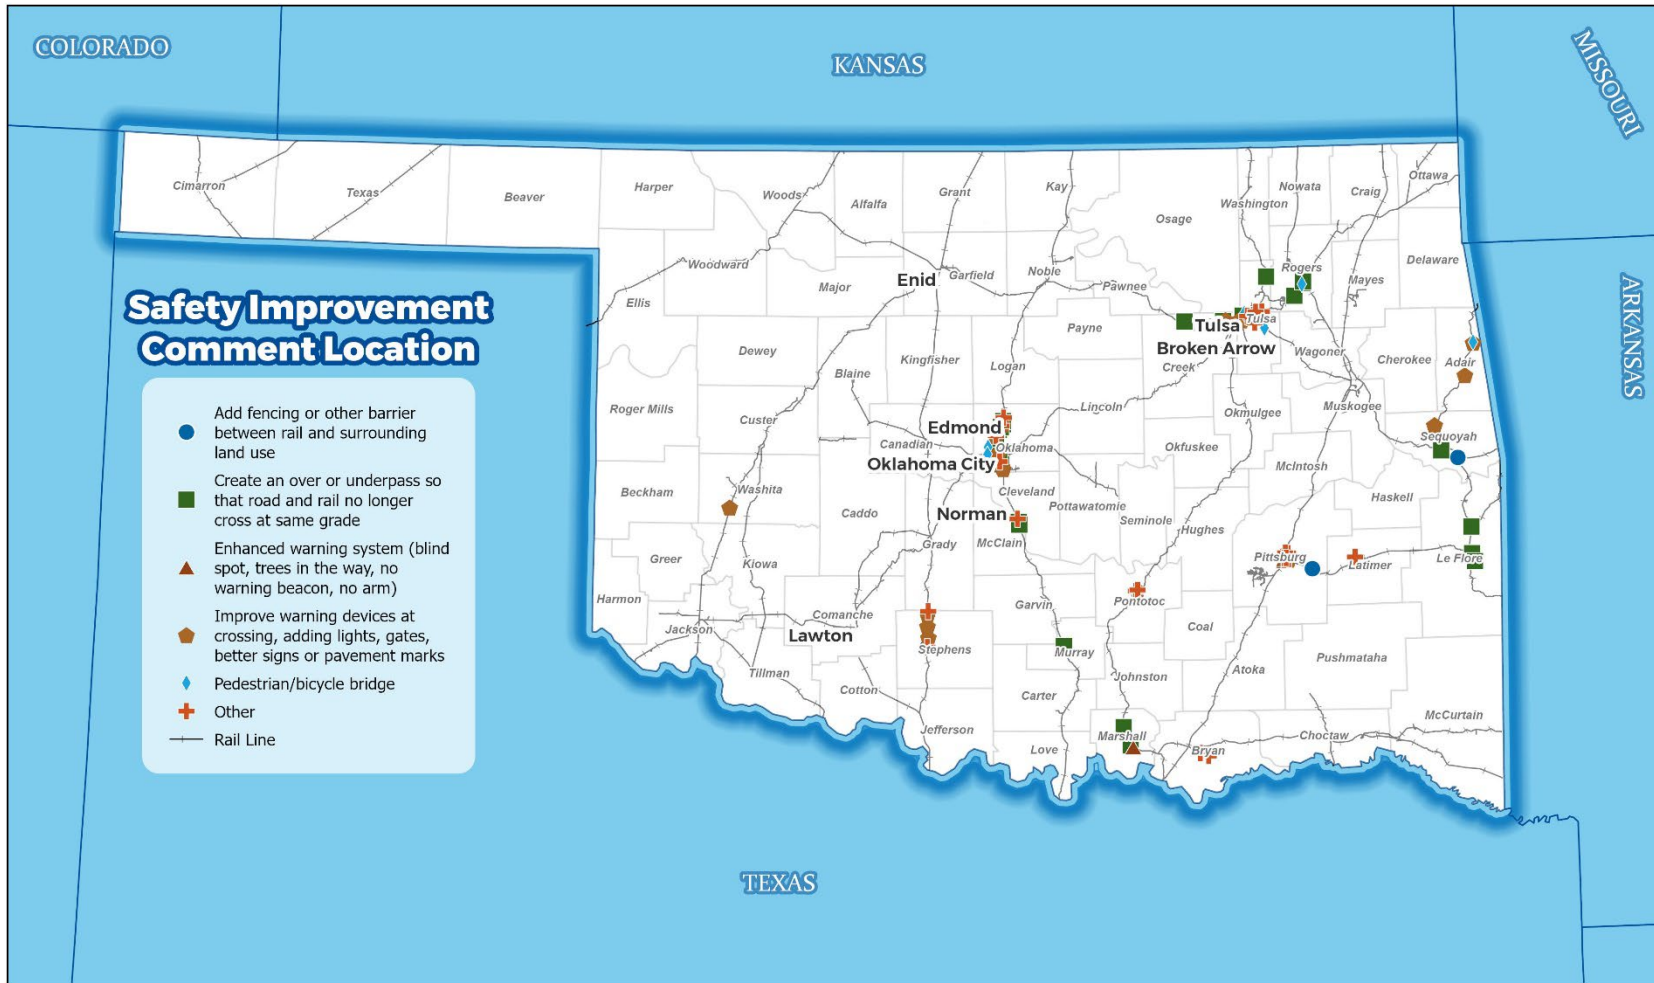 COLORADO
KANSAS
MISSOURI
ARKANSAS
TEXAS
Safety Improvement
Comment Location
Add fencing or other barrier
between rail and surrounding
land use
Create an over or underpass so
that road and rail no longer
cross at same grade
Enhanced warning system (blind
spot, trees in the way, no
warning beacon, no arm)
Improve warning devices at
crossing, adding lights, gates,
better signs or pavement marks
Pedestrian/bicycle bridge
Other
Rail Line
Cimarron
Texas
Beaver
Harper
Woods
Alfalfa
Grant
Kay
Osage
Washington
Nowata
Craig
Ottawa
Woodward
Ellis
Major
Enid
Garfield
Noble
Pawnee
Rogers
Mayes
Delaware
Tulsa
Tulsa
Broken Arrow
Payne
Creek
Wagoner
Cherokee
Adair
Dewey
Blaine
Kingfisher
Logan
Roger Mills
Custer
Canadian
Edmond
Oklahoma
Oklahoma City
Lincoln
Okmulgee
Okfuskee
Muskogee
McIntosh
Sequoyah
Haskell
Beckham
Washita
Caddo
Cleveland
Norman
McClain
Grady
Pottawatomie
Seminole
Hughes
Pittsburg
Latimer
Le Flore
Greer
Kiowa
Harmon
Jackson
Comanche
Lawton
Stephens
Garvin
Pontotoc
Coal
Murray
Tillman
Cotton
Jefferson
Carter
Johnston
Atoka
Pushmataha
Love
Marshall
Bryan
Choctaw
McCurtain